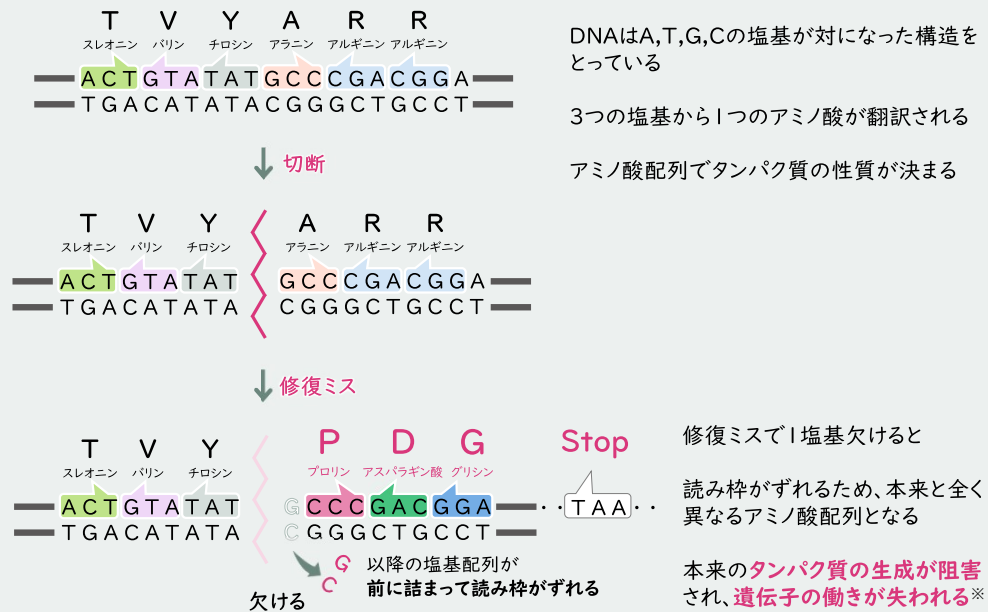 T V Y A R R
スレオニン バリン チロシン アラニン アルギニン アルギニン
ACTGTATATGCCCGACGGA
TGACATATACGGGCTGCCT
DNAはA,T,G,Cの塩基が対になった構造を
とっている
3つの塩基から1つのアミノ酸が翻訳される
アミノ酸配列でタンパク質の性質が決まる
切断
T V Y A R R
スレオニン バリン チロシン アラニン アルギニン アルギニン
ACTGTATAT GCCCGACGGA
TGACATATA CGGGCTGCCT
修復ミス
T V Y P D G Stop
スレオニン バリン チロシン プロリン アスパラギン酸 グリシン
ACTGTATAT G CCCGACGGA ‥TAA‥
TGACATATA C GGGCTGCCT
G
C
欠ける
以降の塩基配列が
前に詰まって読み枠がずれる
修復ミスで1塩基欠けると
読み枠がずれるため、本来と全く
異なるアミノ酸配列となる
本来のタンパク質の生成が阻害
され、遺伝子の働きが失われる※